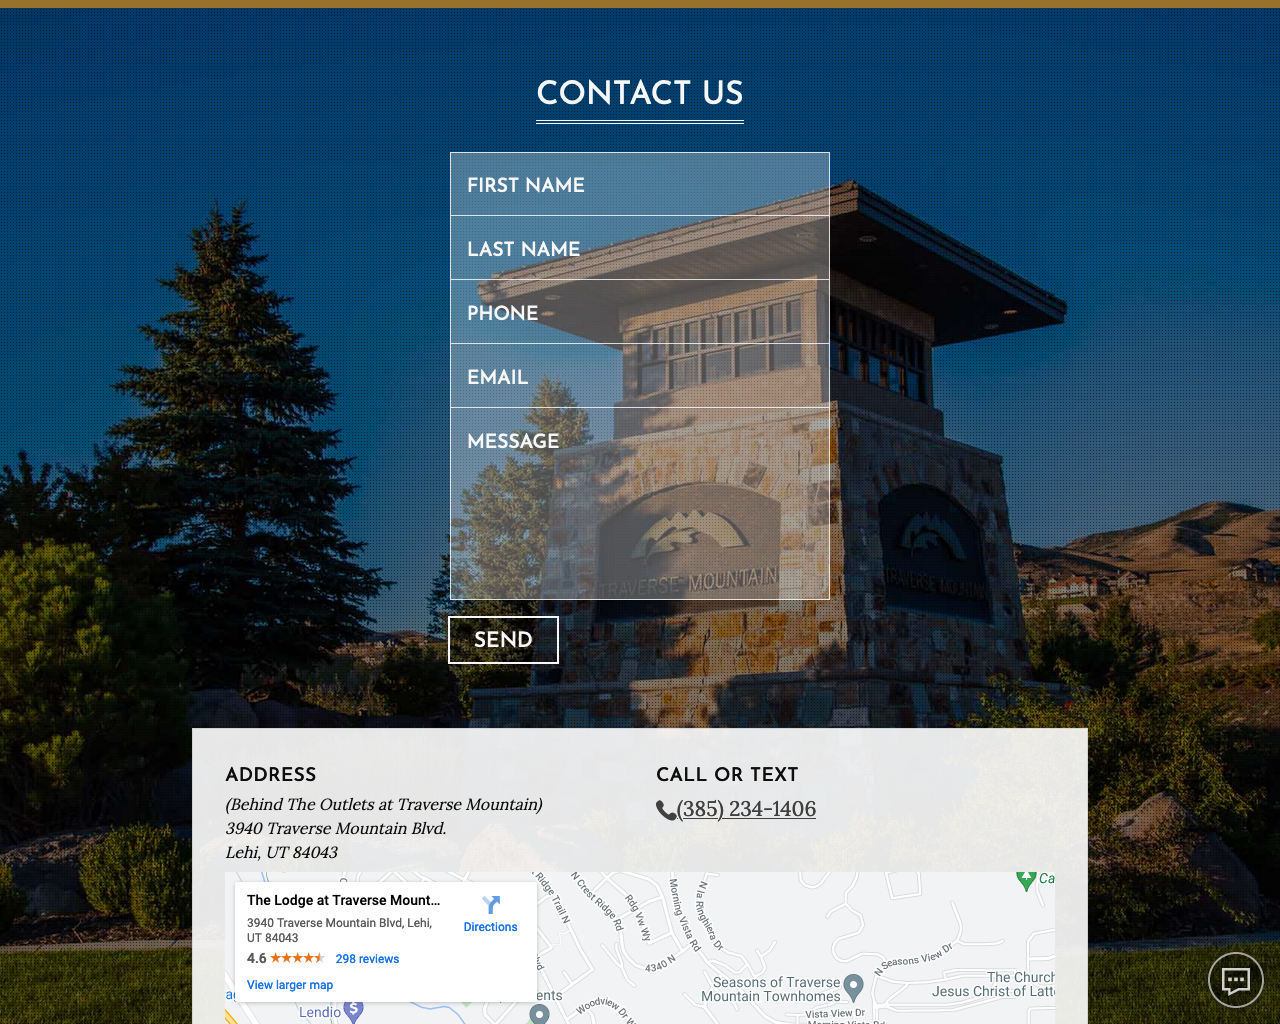 CONTACT US
FIRST NAME
LAST NAME
PHONE
EMAIL
MESSAGE
TRAVERSE MOUNTAIN
TRAVERSE MOUNTAIN
SEND
ADDRESS
(Behind The Outlets at Traverse Mountain)
3940 Traverse Mountain Blvd.
Lehi, UT 84043
CALL OR TEXT
(385) 234-1406
The Lodge at Traverse Mount...
3940 Traverse Mountain Blvd, Lehi,
UT 84043
4.6
298 reviews
View larger map
Directions
Ridge Trail N
N Crest Ridge Rd
Rdg Vw Wy
Morning Vista Rd
N la Ringhiera Dr
4340 N
Woodview Dr
N Seasons View Dr
Seasons of Traverse
Mountain Townhomes
Vista View Dr
The Church
Jesus Christ of Latt
Ca
Lendio